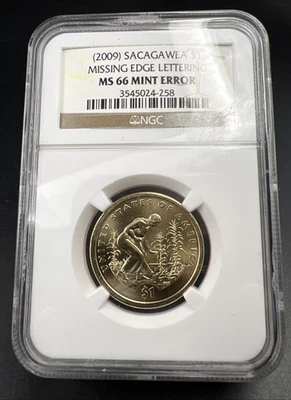 (2009) SACAGAWEA $1
MISSING EDGE LETTERING
MS 66 MINT ERROR
3545024-258
NGC
UNITED STATES OF AMERICA
$1